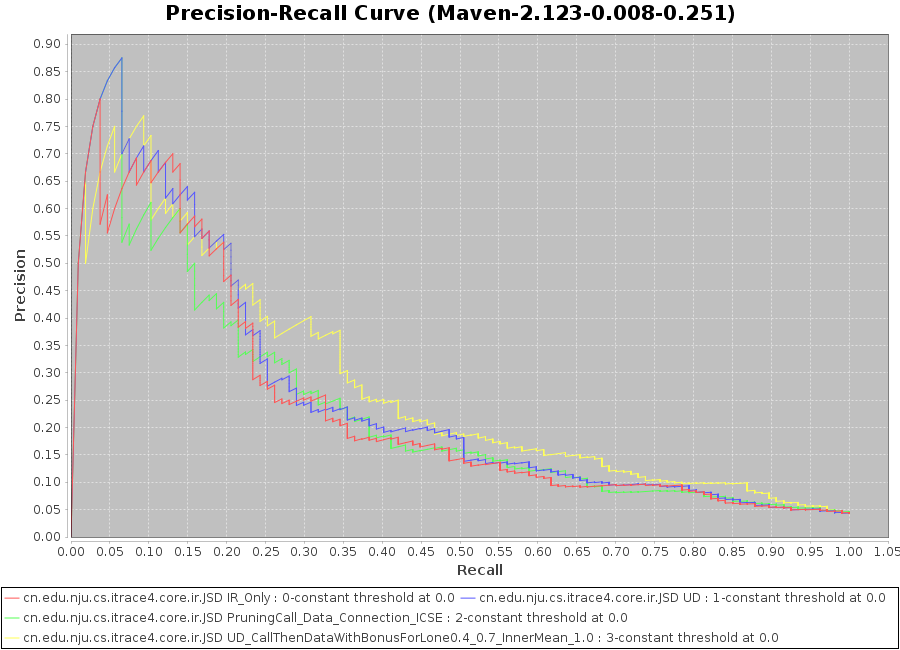 Precision-Recall Curve (Maven-2.123-0.008-0.251)
0.90
0.85
0.80
0.75
0.70
0.65
0.60
0.55
0.50
0.45
0.40
0.35
0.30
0.25
0.20
0.15
0.10
0.05
0.00
Precision
0.00 0.05 0.10 0.15 0.20 0.25 0.30 0.35 0.40 0.45 0.50 0.55 0.60 0.65 0.70 0.75 0.80 0.85 0.90 0.95 1.00 1.05
Recall
cn.edu.nju.cs.itrace4.core.ir.JSD IR_Only : 0-constant threshold at 0.0 cn.edu.nju.cs.itrace4.core.ir.JSD UD : 1-constant threshold at 0.0
cn.edu.nju.cs.itrace4.core.ir.JSD PruningCall_Data_Connection_ICSE : 2-constant threshold at 0.0
cn.edu.nju.cs.itrace4.core.ir.JSD UD_CallThenDataWithBonusForLone0.4_0.7_InnerMean_1.0 : 3-constant threshold at 0.0